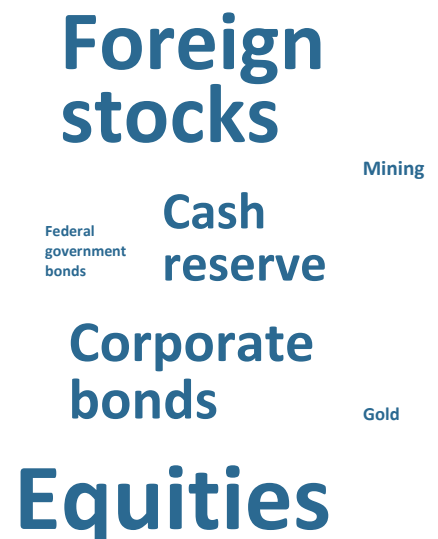 Foreign
stocks
Mining
Cash
reserve
Federal
government
bonds
Corporate
bonds
Gold
Equities